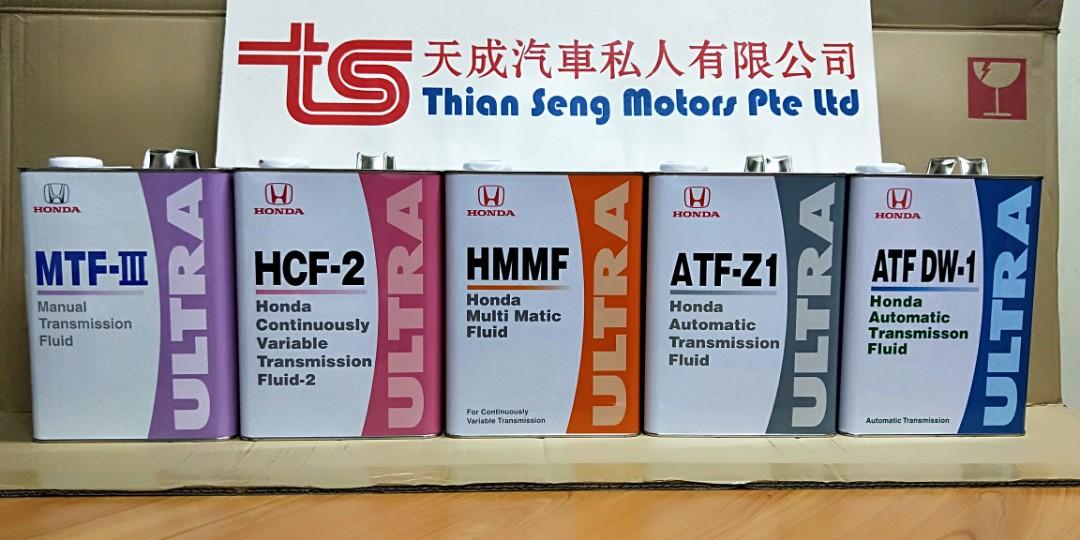 ts
天成汽車私人有限公司
Thian Seng Motors Pte Ltd
HONDA
MTF-III
Manual
Transmission
Fluid
ULTRA
HONDA
HCF-2
Honda
Continuously
Variable
Transmission
Fluid-2
ULTRA
HONDA
HMMF
Honda
Multi Matic
Fluid
For Continuously
Variable Transmission
ULTRA
HONDA
ATF-Z1
Honda
Automatic
Transmission
Fluid
ULTRA
HONDA
ATF DW-1
Honda
Automatic
Transmisson
Fluid
Automatic Transmission
ULTRA